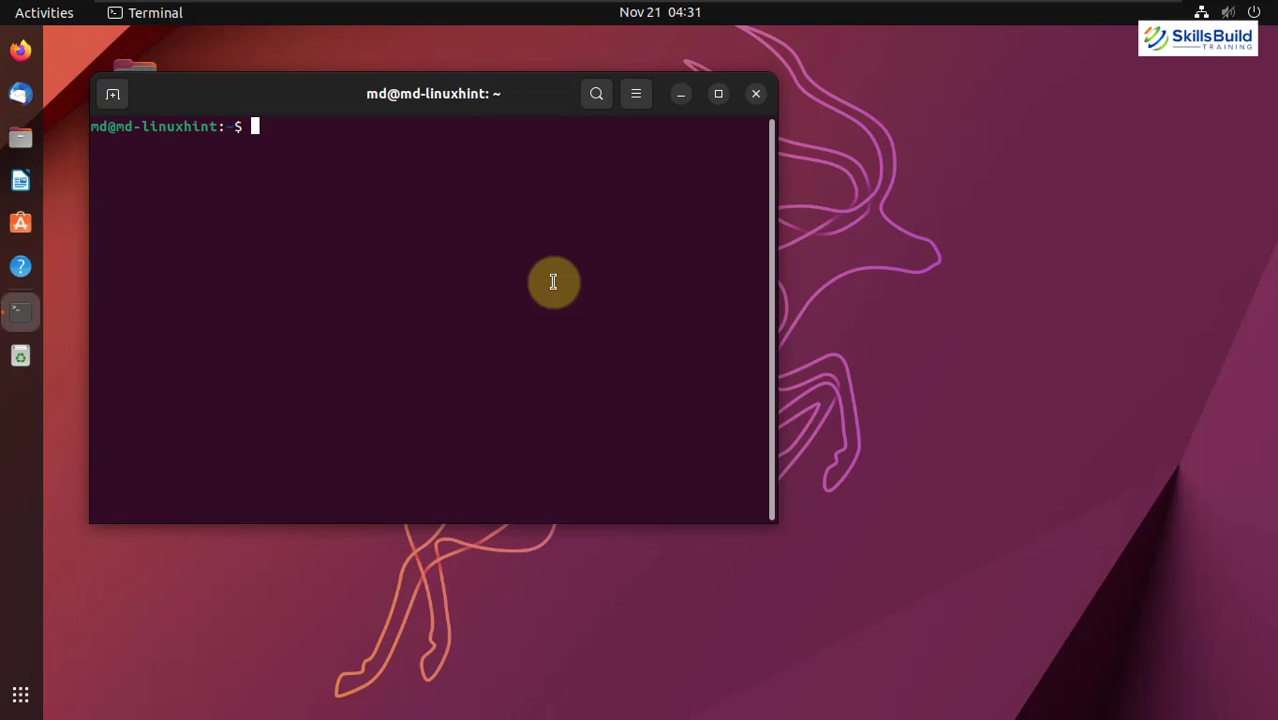 Activities
Terminal
Nov 21 04:31
SkillsBuild
TRAINING
md@md-linuxhint: ~
md@md-linuxhint:~$